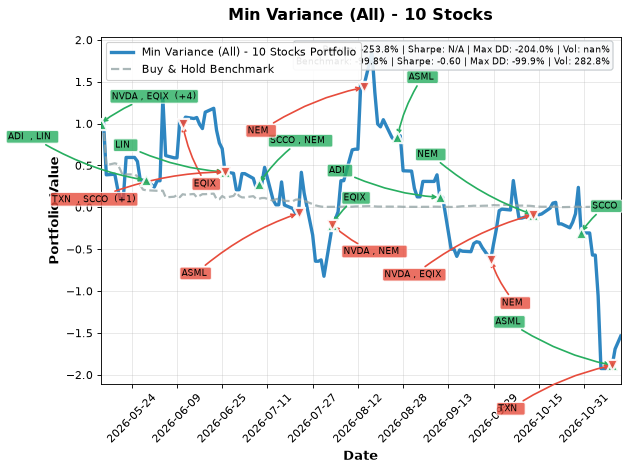 Min Variance (All) - 10 Stocks
Min Variance (All) - 10 Stocks Portfolio
Buy & Hold Benchmark
-253.8% | Sharpe: N/A | Max DD: -204.0% | Vol: nan%
Benchmark: -99.8% | Sharpe: -0.60 | Max DD: -99.9% | Vol: 282.8%
ASML
NVDA , EQIX (+4)
ADI , LIN
LIN
NEM
SCCO , NEM
NEM
ADI
EQIX
EQIX
TXN , SCCO (+1)
SCCO
NVDA , NEM
ASML
NVDA , EQIX
NEM
ASML
TXN
Portfolio Value
2.0
1.5
1.0
0.5
0.0
−0.5
−1.0
−1.5
−2.0
2026-05-24
2026-06-09
2026-06-25
2026-07-11
2026-07-27
2026-08-12
2026-08-28
2026-09-13
2026-09-29
2026-10-15
2026-10-31
Date